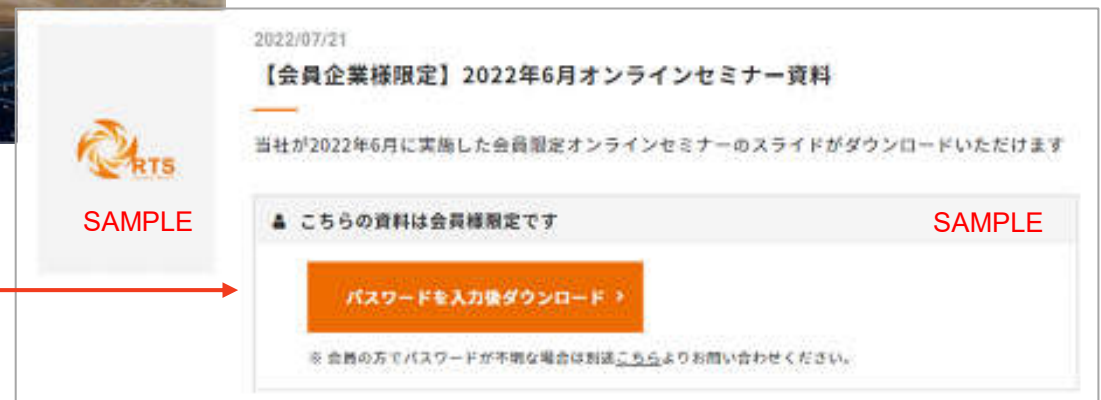 2022/07/21
【会員企業様限定】2022年6月オンラインセミナー資料
当社が2022年6月に実施した会員限定オンラインセミナーのスライドがダウンロードいただけます
RTS
SAMPLE
こちらの資料は会員様限定です
SAMPLE
パスワードを入力後ダウンロード ›
※ 会員の方でパスワードが不明な場合は別途こちらよりお問い合わせください。